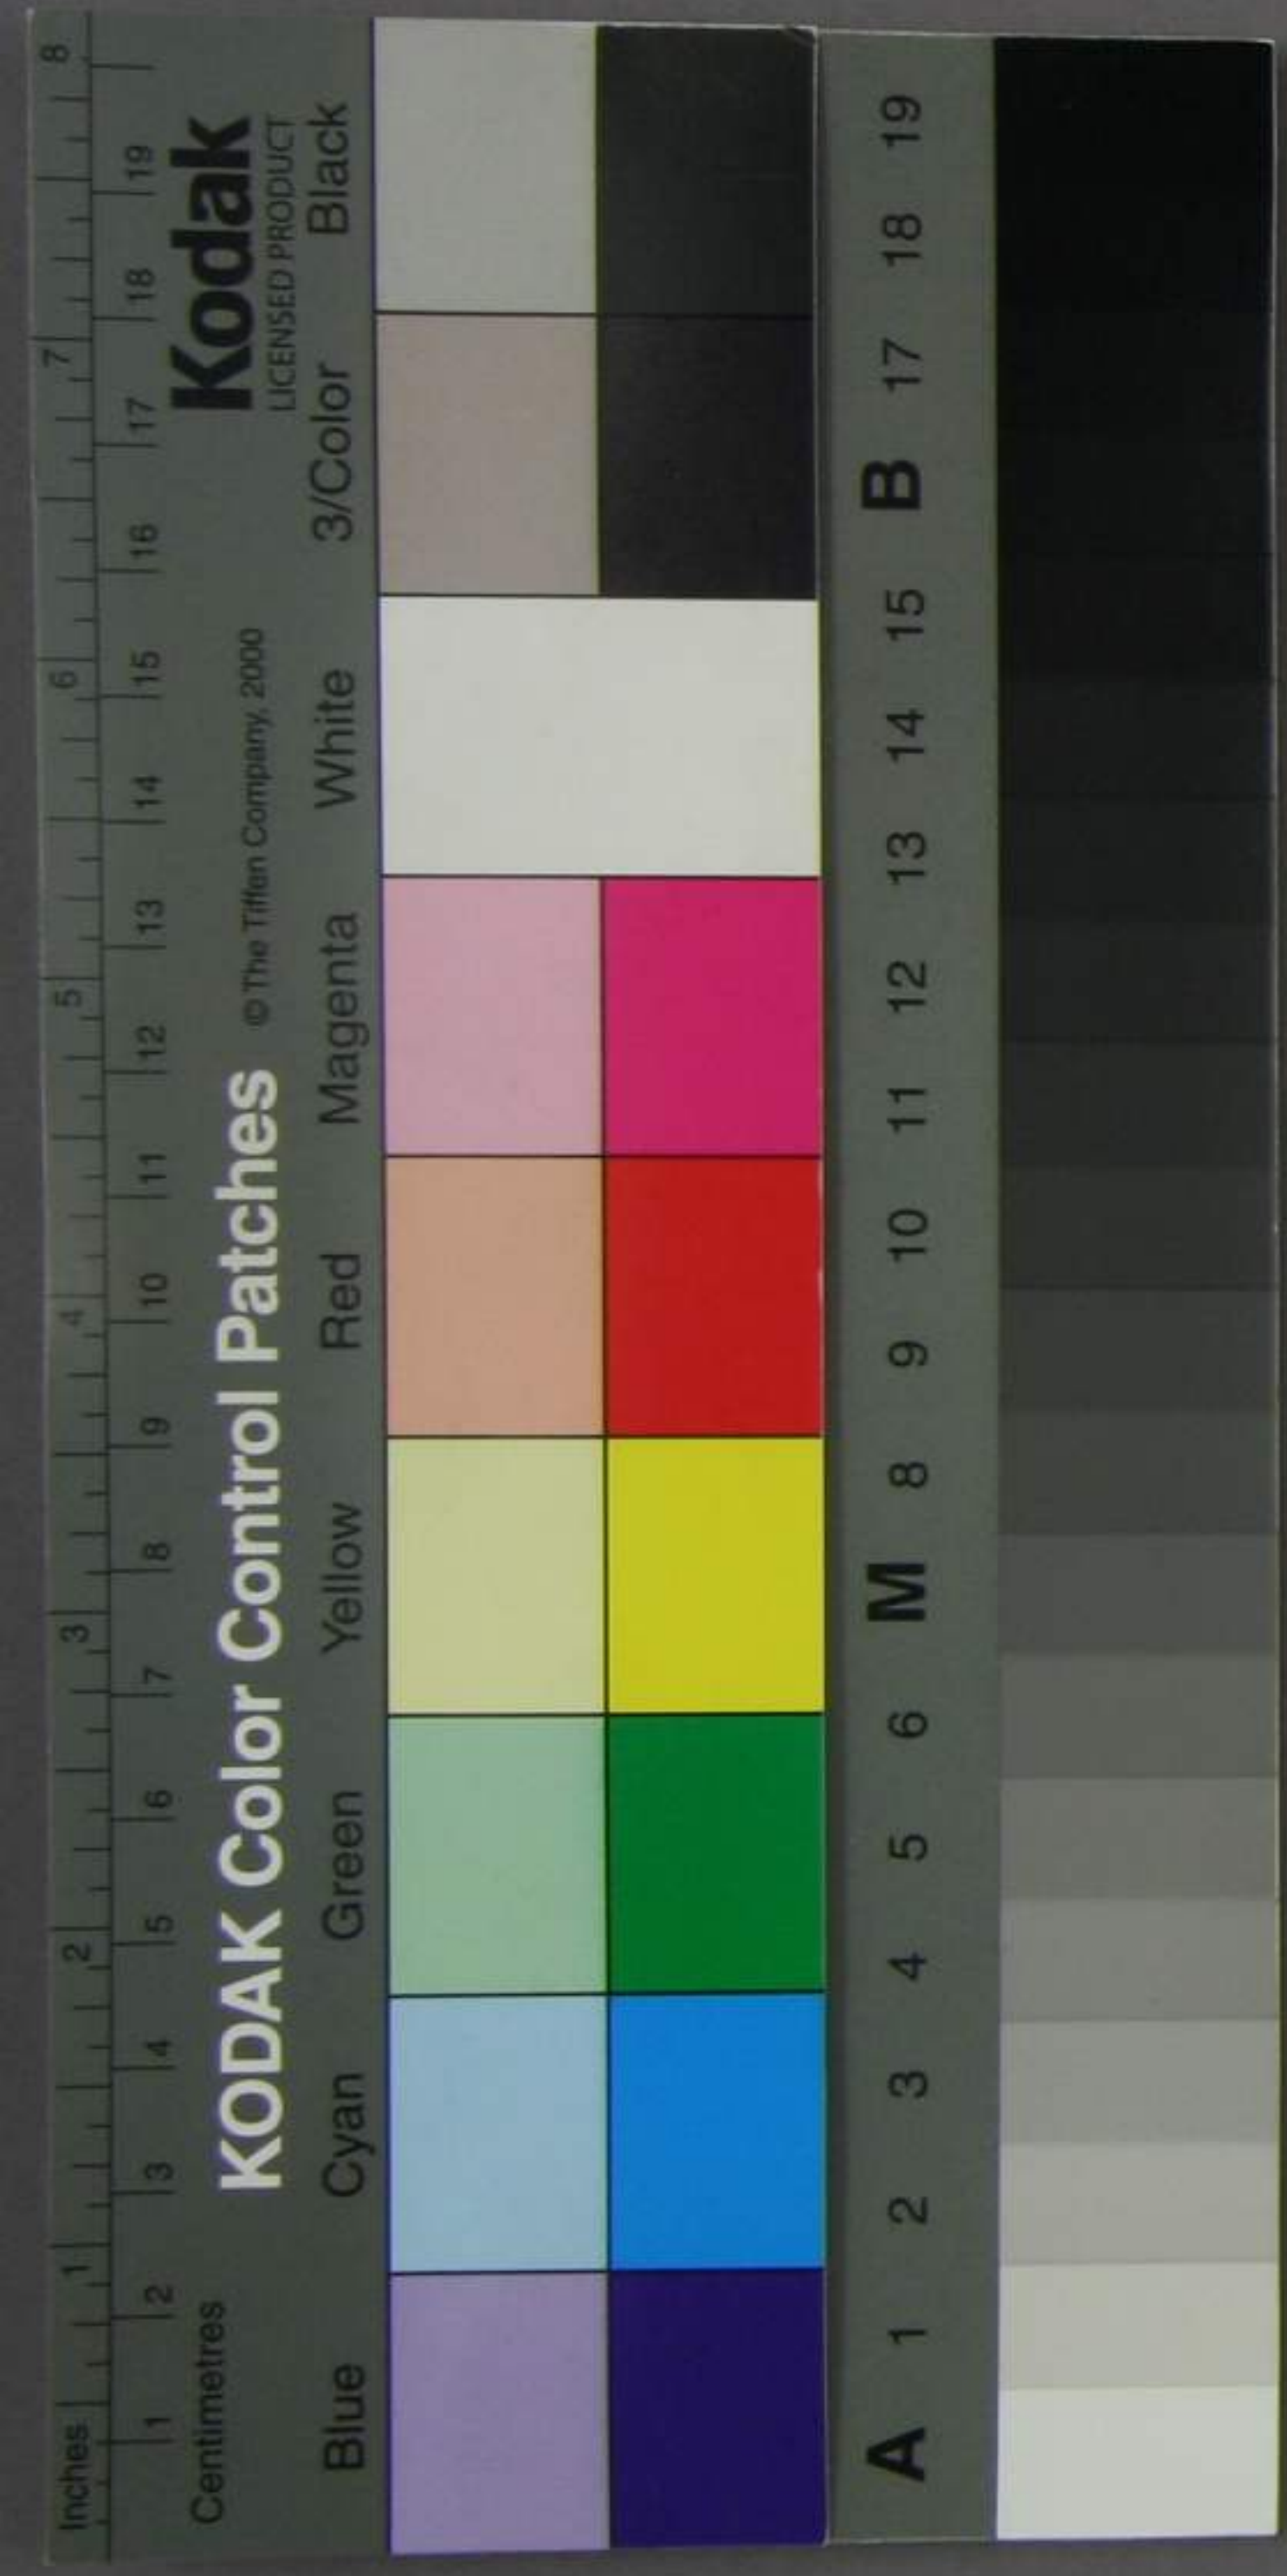 Inches 1 2 3 4 5 6 7 8
Centimetres 1 2 3 4 5 6 7 8 9 10 11 12 13 14 15 16 17 18 19
KODAK Color Control Patches © The Tiffen Company, 2000 Kodak
LICENSED PRODUCT
Blue Cyan Green Yellow Red Magenta White 3/Color Black
A 1 2 3 4 5 6 M 8 9 10 11 12 13 14 15 B 17 18 19